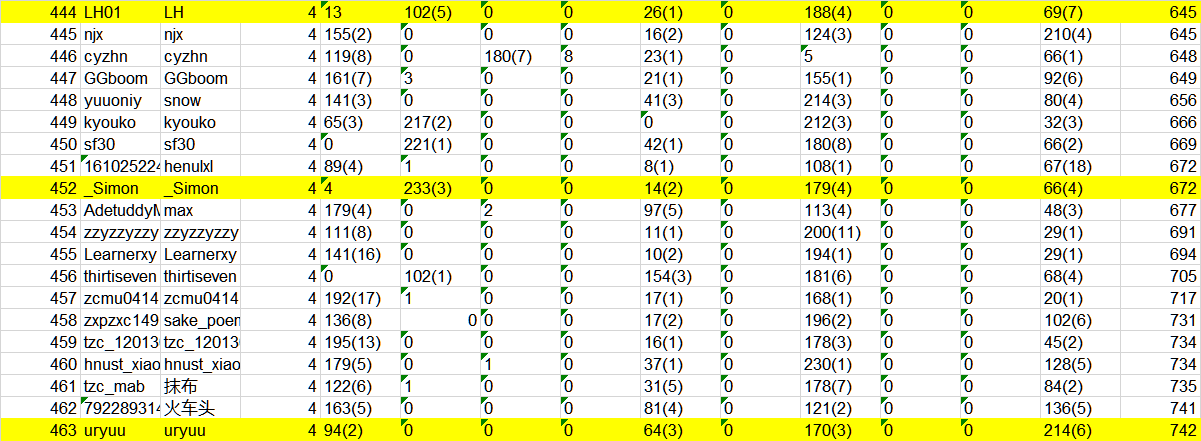 444 LH01 LH 4 13 102(5) 0 0 26(1) 0 188(4) 0 0 69(7) 645
445 njx njx 4 155(2) 0 0 0 16(2) 0 124(3) 0 0 210(4) 645
446 cyzhn cyzhn 4 119(8) 0 180(7) 8 23(1) 0 5 0 0 66(1) 648
447 GGboom GGboom 4 161(7) 3 0 0 21(1) 0 155(1) 0 0 92(6) 649
448 yuuoniy snow 4 141(3) 0 0 0 41(3) 0 214(3) 0 0 80(4) 656
449 kyouko kyouko 4 65(3) 217(2) 0 0 0 0 212(3) 0 0 32(3) 666
450 sf30 sf30 4 0 221(1) 0 0 42(1) 0 180(8) 0 0 66(2) 669
451 161025224 henulxl 4 89(4) 1 0 0 8(1) 0 108(1) 0 0 67(18) 672
452 _Simon _Simon 4 4 233(3) 0 0 14(2) 0 179(4) 0 0 66(4) 672
453 AdetuddyM max 4 179(4) 0 2 0 97(5) 0 113(4) 0 0 48(3) 677
454 zzyzzyzzy zzyzzyzzy 4 111(8) 0 0 0 11(1) 0 200(11) 0 0 29(1) 691
455 Learnerxy Learnerxy 4 141(16) 0 0 0 10(2) 0 194(1) 0 0 29(1) 694
456 thirtiseven thirtiseven 4 0 102(1) 0 0 154(3) 0 181(6) 0 0 68(4) 705
457 zcmu0414 zcmu0414 4 192(17) 1 0 0 17(1) 0 168(1) 0 0 20(1) 717
458 zxpzxc149 sake_poem 4 136(8) 0 0 0 17(2) 0 196(2) 0 0 102(6) 731
459 tzc_12013 tzc_12013 4 195(13) 0 0 0 16(1) 0 178(3) 0 0 45(2) 734
460 hnust_xiao hnust_xiao 4 179(5) 0 1 0 37(1) 0 230(1) 0 0 128(5) 734
461 tzc_mab 抹布 4 122(6) 1 0 0 31(5) 0 178(7) 0 0 84(2) 735
462 792289314 火车头 4 163(5) 0 0 0 81(4) 0 121(2) 0 0 136(5) 741
463 uryuu uryuu 4 94(2) 0 0 0 64(3) 0 170(3) 0 0 214(6) 742